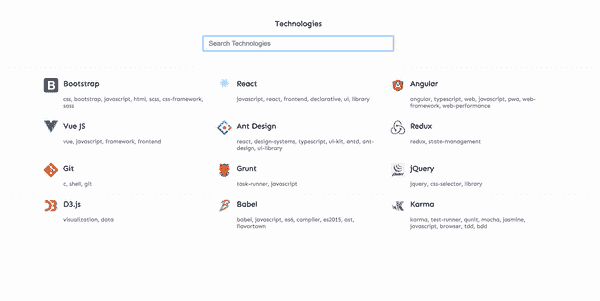 Technologies
Search Technologies
Bootstrap
css, bootstrap, javascript, html, scss, css-framework,
sass
React
javascript, react, frontend, declarative, ui, library
Angular
angular, typescript, web, javascript, pwa, web-
framework, web-performance
Vue JS
vue, javascript, framework, frontend
Ant Design
react, design-systems, typescript, ui-kit, antd, ant-
design, ui-library
Redux
redux, state-management
Git
c, shell, git
Grunt
task-runner, javascript
jQuery
jquery, css-selector, library
D3.js
visualization, data
Babel
babel, javascript, es6, compiler, es2015, ast,
flavortown
Karma
karma, test-runner, qunit, mocha, jasmine,
javascript, browser, tdd, bdd